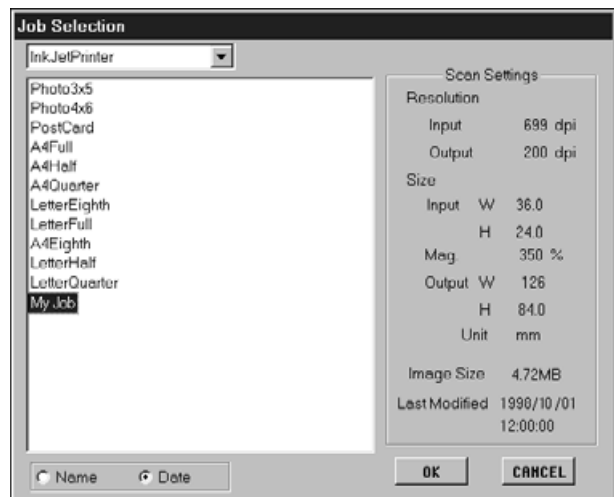 Job Selection
InkJetPrinter
Photo3x5
Photo4x6
PostCard
A4Full
A4Half
A4Quarter
LetterEighth
LetterFull
A4Eighth
LetterHalf
LetterQuarter
My Job
Name Date
Scan Settings
Resolution
Input 699 dpi
Output 200 dpi
Size
Input W 36.0
H 24.0
Mag. 350 %
Output W 126
H 84.0
Unit mm
Image Size 4.72MB
Last Modified 1998/10/01
12:00:00
OK CANCEL